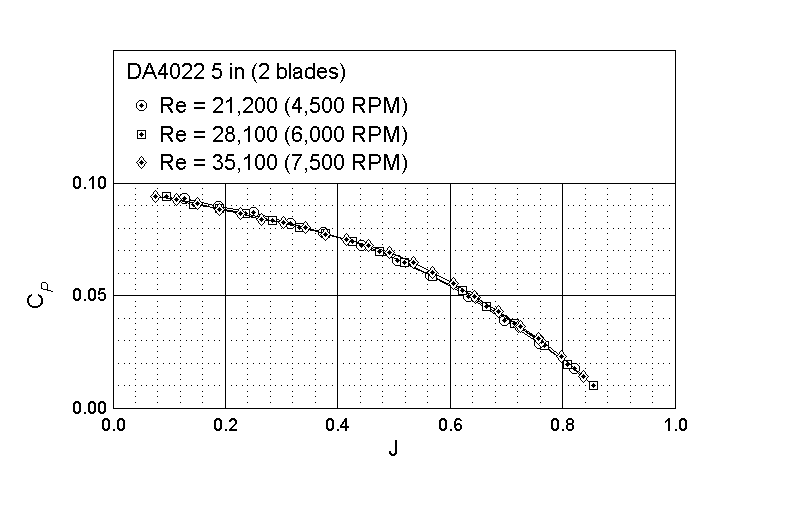 DA4022 5 in (2 blades)
Re = 21,200 (4,500 RPM)
Re = 28,100 (6,000 RPM)
Re = 35,100 (7,500 RPM)
0.10
0.05
0.00
C_P
0.0 0.2 0.4 0.6 0.8 1.0
J